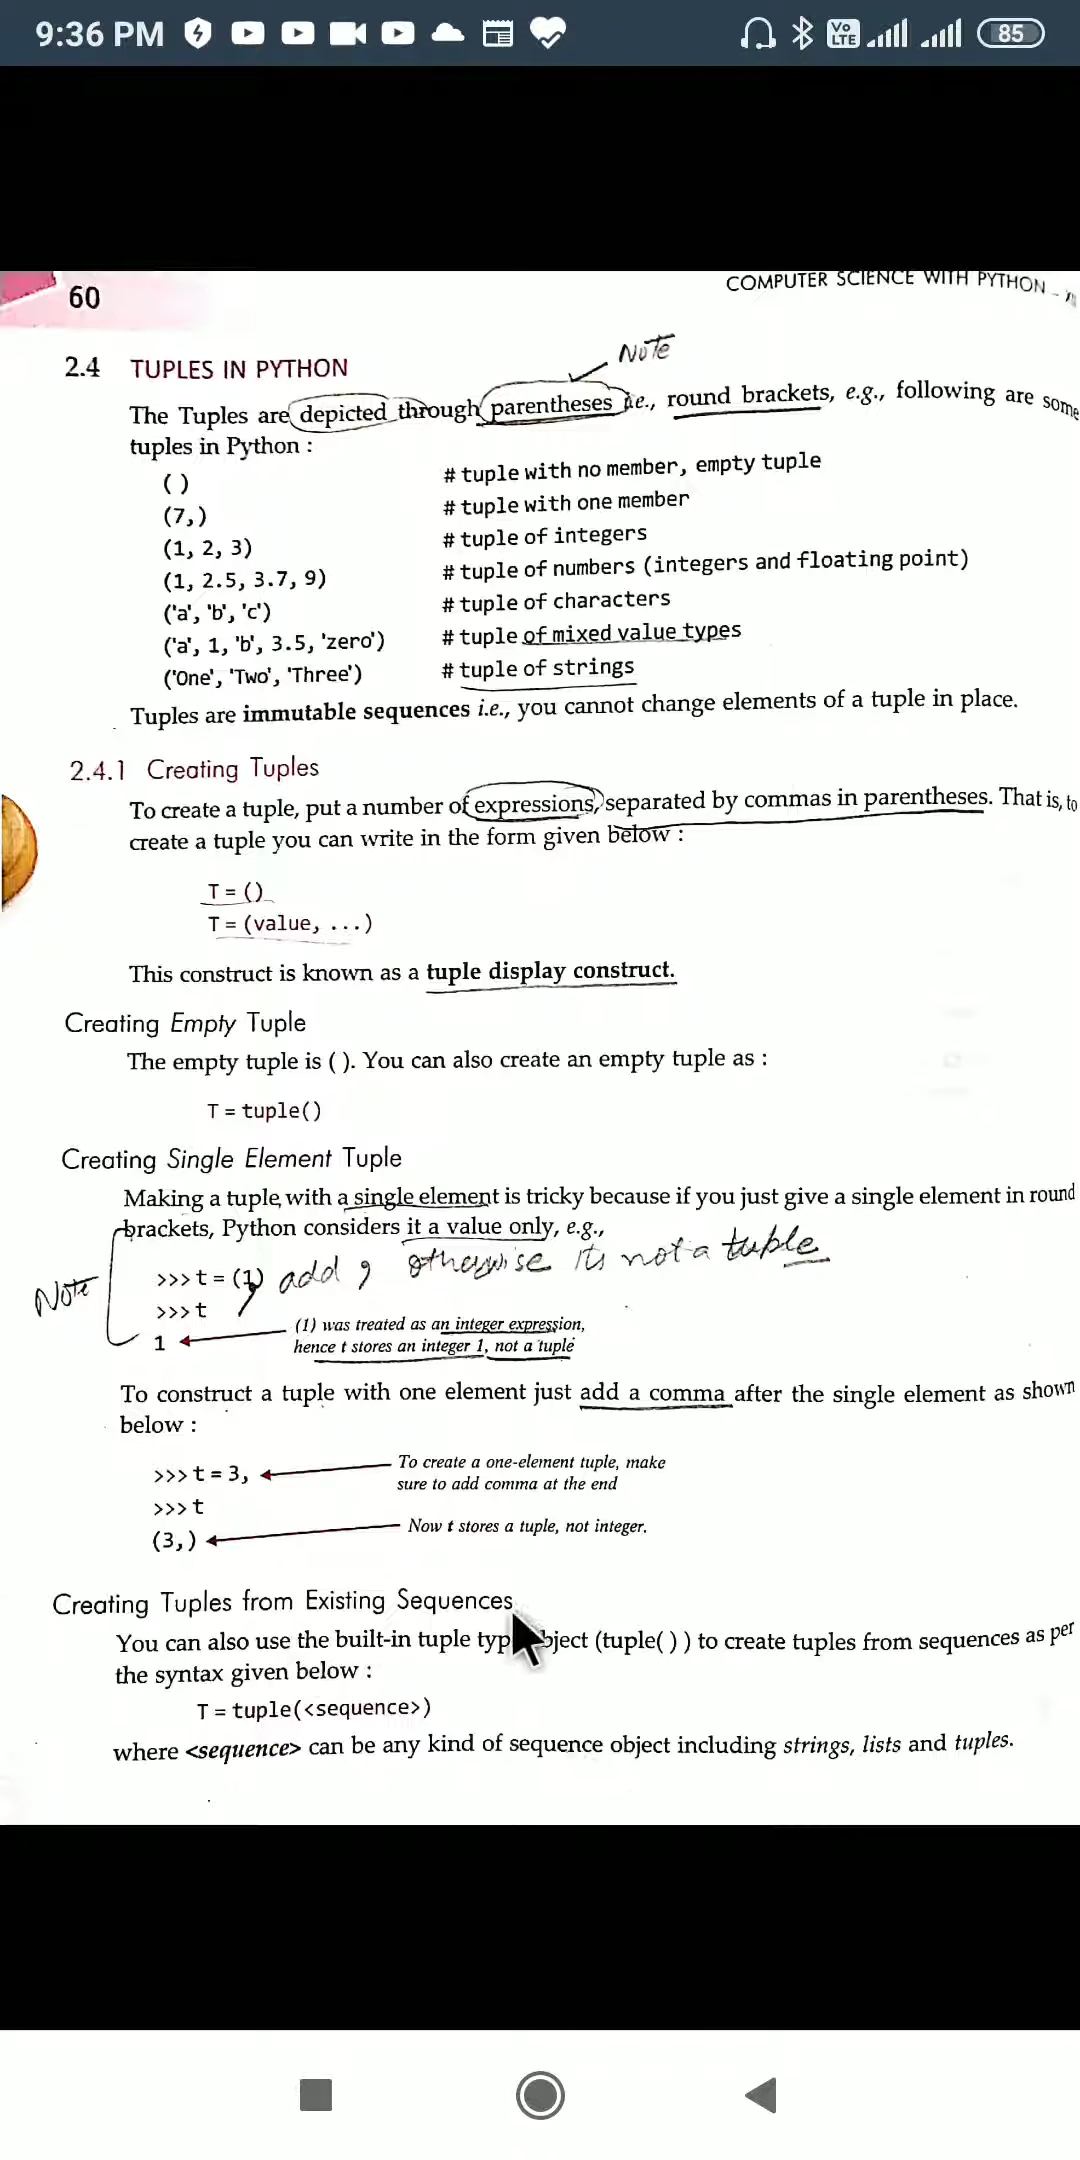 9:36 PM
Vo LTE
85
60
COMPUTER SCIENCE WITH PYTHON
Note
2.4 TUPLES IN PYTHON
The Tuples are depicted through parentheses i.e., round brackets, e.g., following are some
tuples in Python :
( ) # tuple with no member, empty tuple
(7,) # tuple with one member
(1, 2, 3) # tuple of integers
(1, 2.5, 3.7, 9) # tuple of numbers (integers and floating point)
('a', 'b', 'c') # tuple of characters
('a', 1, 'b', 3.5, 'zero') # tuple of mixed value types
('One', 'Two', 'Three') # tuple of strings
Tuples are immutable sequences i.e., you cannot change elements of a tuple in place.
2.4.1 Creating Tuples
To create a tuple, put a number of expressions, separated by commas in parentheses. That is, to
create a tuple you can write in the form given below :
T = ()
T = (value, ...)
This construct is known as a tuple display construct.
Creating Empty Tuple
The empty tuple is ( ). You can also create an empty tuple as :
T = tuple()
Creating Single Element Tuple
Making a tuple with a single element is tricky because if you just give a single element in round
brackets, Python considers it a value only, e.g.,
Note
>>> t = (1) add , otherwise its not a tuple
>>> t
1 (1) was treated as an integer expression,
hence t stores an integer 1, not a tuple
To construct a tuple with one element just add a comma after the single element as shown
below :
>>> t = 3, To create a one-element tuple, make
sure to add comma at the end
>>> t
(3,) Now t stores a tuple, not integer.
Creating Tuples from Existing Sequences
You can also use the built-in tuple (tuple( ) ) to create tuples from sequences as per
the syntax given below :
T = tuple(<sequence>)
where <sequence> can be any kind of sequence object including strings, lists and tuples.